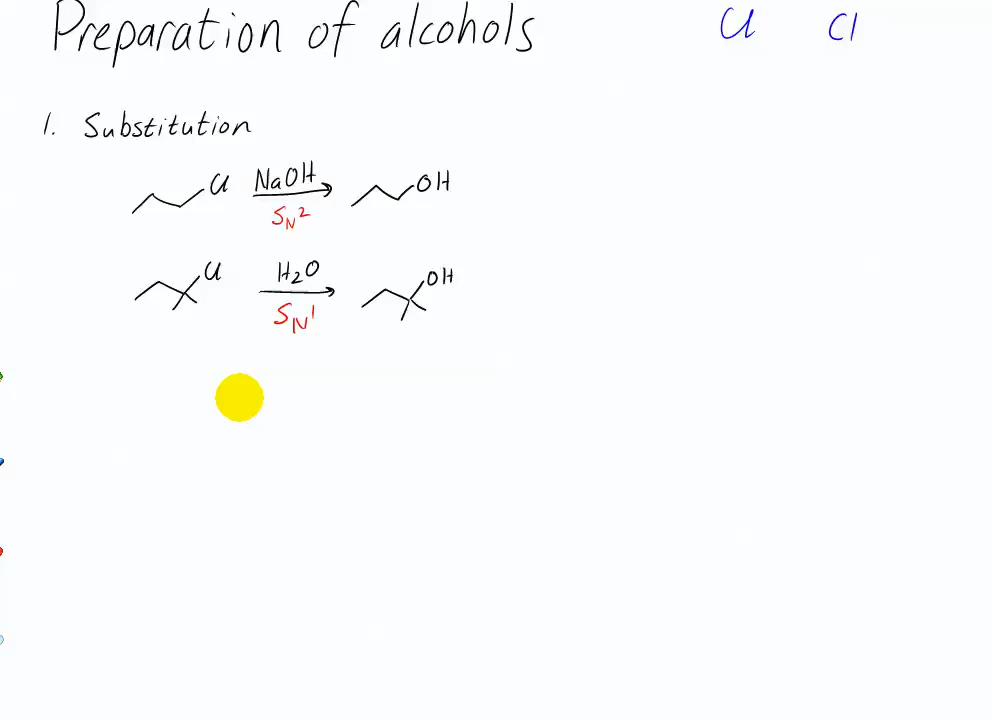 Preparation of alcohols
Cl Cl
1. Substitution
Cl NaOH OH
SN2
Cl H2O OH
SN1